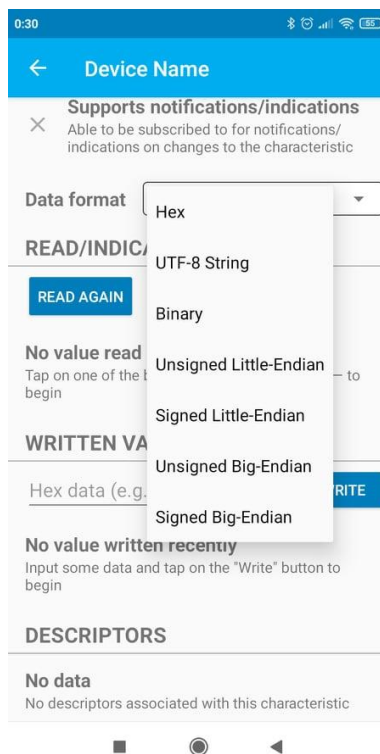 0:30
55
Device Name
Supports notifications/indications
Able to be subscribed to for notifications/
indications on changes to the characteristic
Data format
Hex
READ/INDICA
UTF-8 String
READ AGAIN
Binary
No value read
Unsigned Little-Endian
Tap on one of the b
– to
begin
Signed Little-Endian
WRITTEN VA
Unsigned Big-Endian
Hex data (e.g.
RITE
Signed Big-Endian
No value written recently
Input some data and tap on the "Write" button to
begin
DESCRIPTORS
No data
No descriptors associated with this characteristic